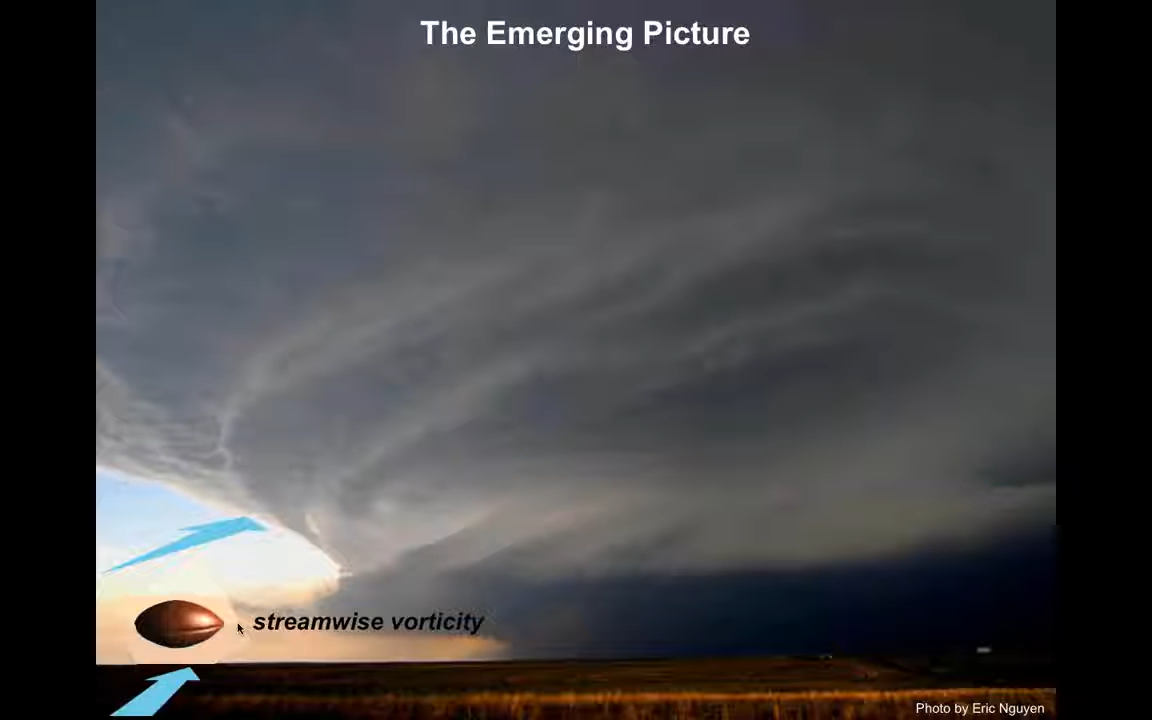 The Emerging Picture
streamwise vorticity
Photo by Eric Nguyen